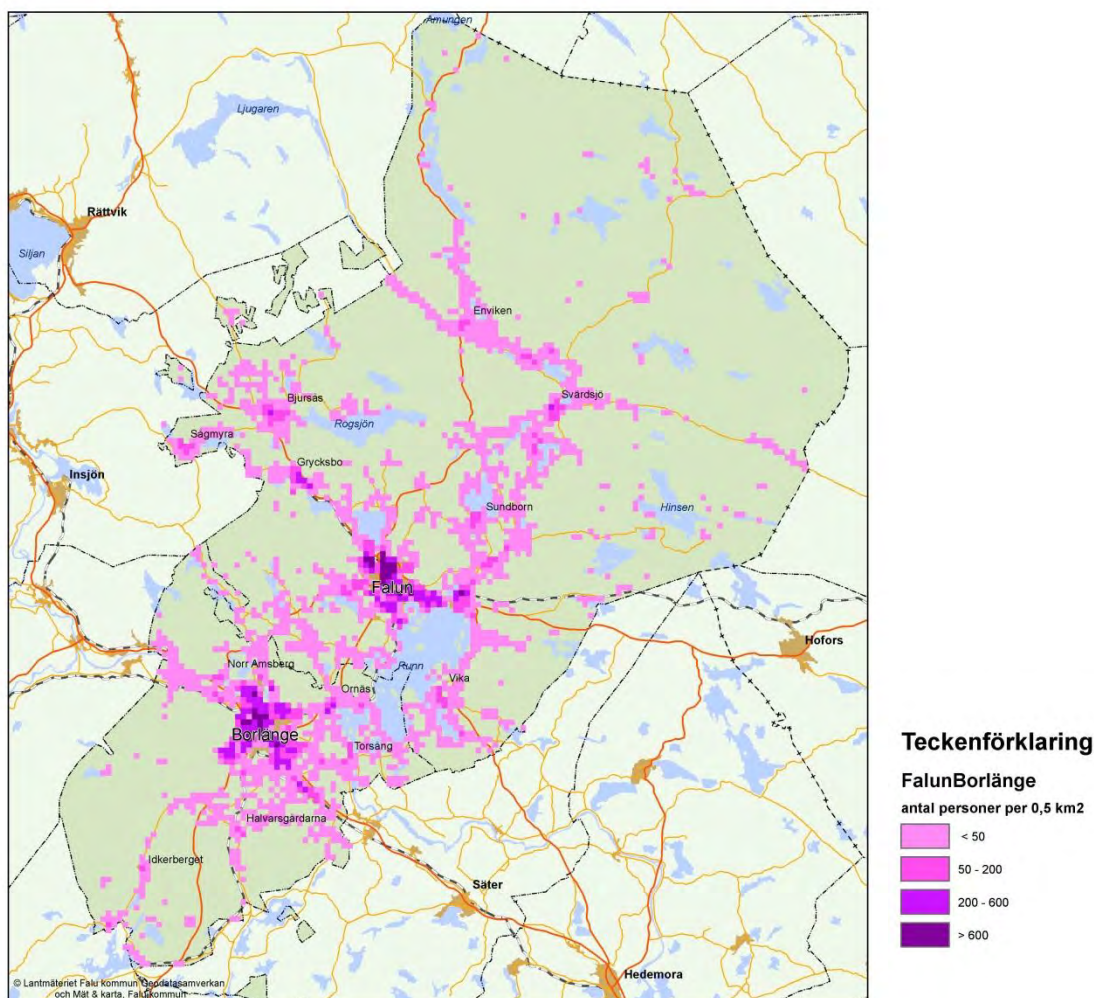 Amungen
Ljugaren
Rättvik
Siljan
Enviken
Bjursås
Svärdsjö
Rogsjön
Sågmyra
Grycksbo
Insjön
Sundborn
Hinsen
Falun
Hofors
Norr Amsberg
Runn
Vika
Ornäs
Borlänge
Torsång
Halvarsgårdarna
Idkerberget
Säter
Hedemora
© Lantmäteriet Falu kommun Geodatasamverkan
och Mät & karta, Falu kommun
Teckenförklaring
FalunBorlänge
antal personer per 0,5 km2
< 50
50 - 200
200 - 600
> 600